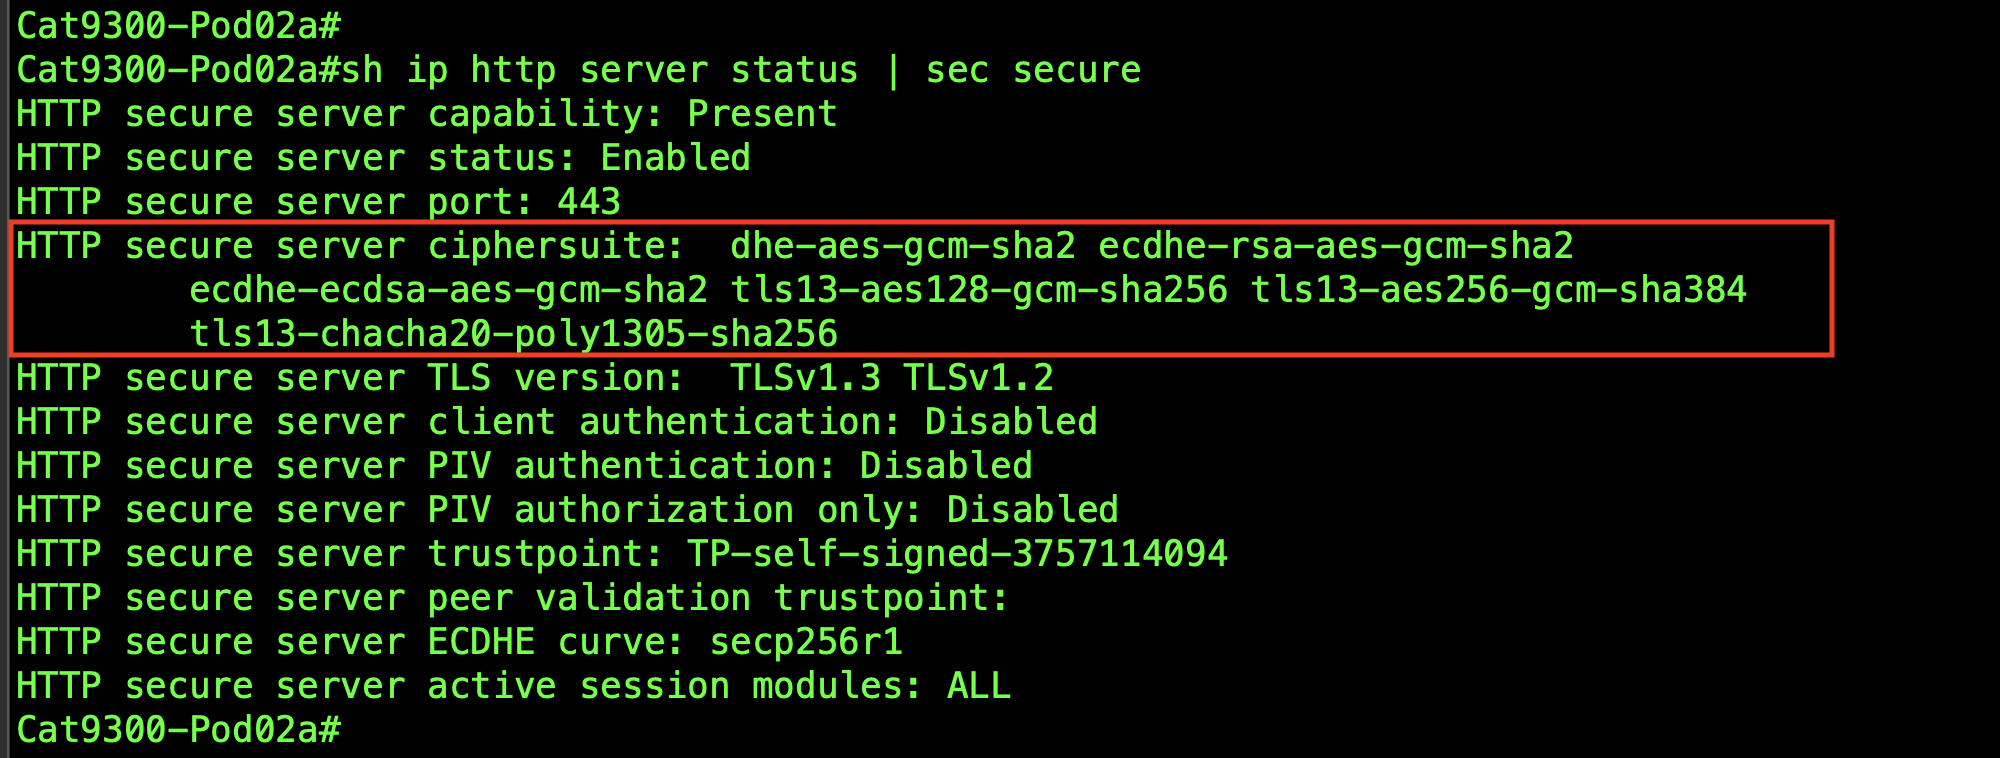 Cat9300-Pod02a#
Cat9300-Pod02a#sh ip http server status | sec secure
HTTP secure server capability: Present
HTTP secure server status: Enabled
HTTP secure server port: 443
HTTP secure server ciphersuite:  dhe-aes-gcm-sha2 ecdhe-rsa-aes-gcm-sha2
        ecdhe-ecdsa-aes-gcm-sha2 tls13-aes128-gcm-sha256 tls13-aes256-gcm-sha384
        tls13-chacha20-poly1305-sha256
HTTP secure server TLS version:  TLSv1.3 TLSv1.2
HTTP secure server client authentication: Disabled
HTTP secure server PIV authentication: Disabled
HTTP secure server PIV authorization only: Disabled
HTTP secure server trustpoint: TP-self-signed-3757114094
HTTP secure server peer validation trustpoint:
HTTP secure server ECDHE curve: secp256r1
HTTP secure server active session modules: ALL
Cat9300-Pod02a#